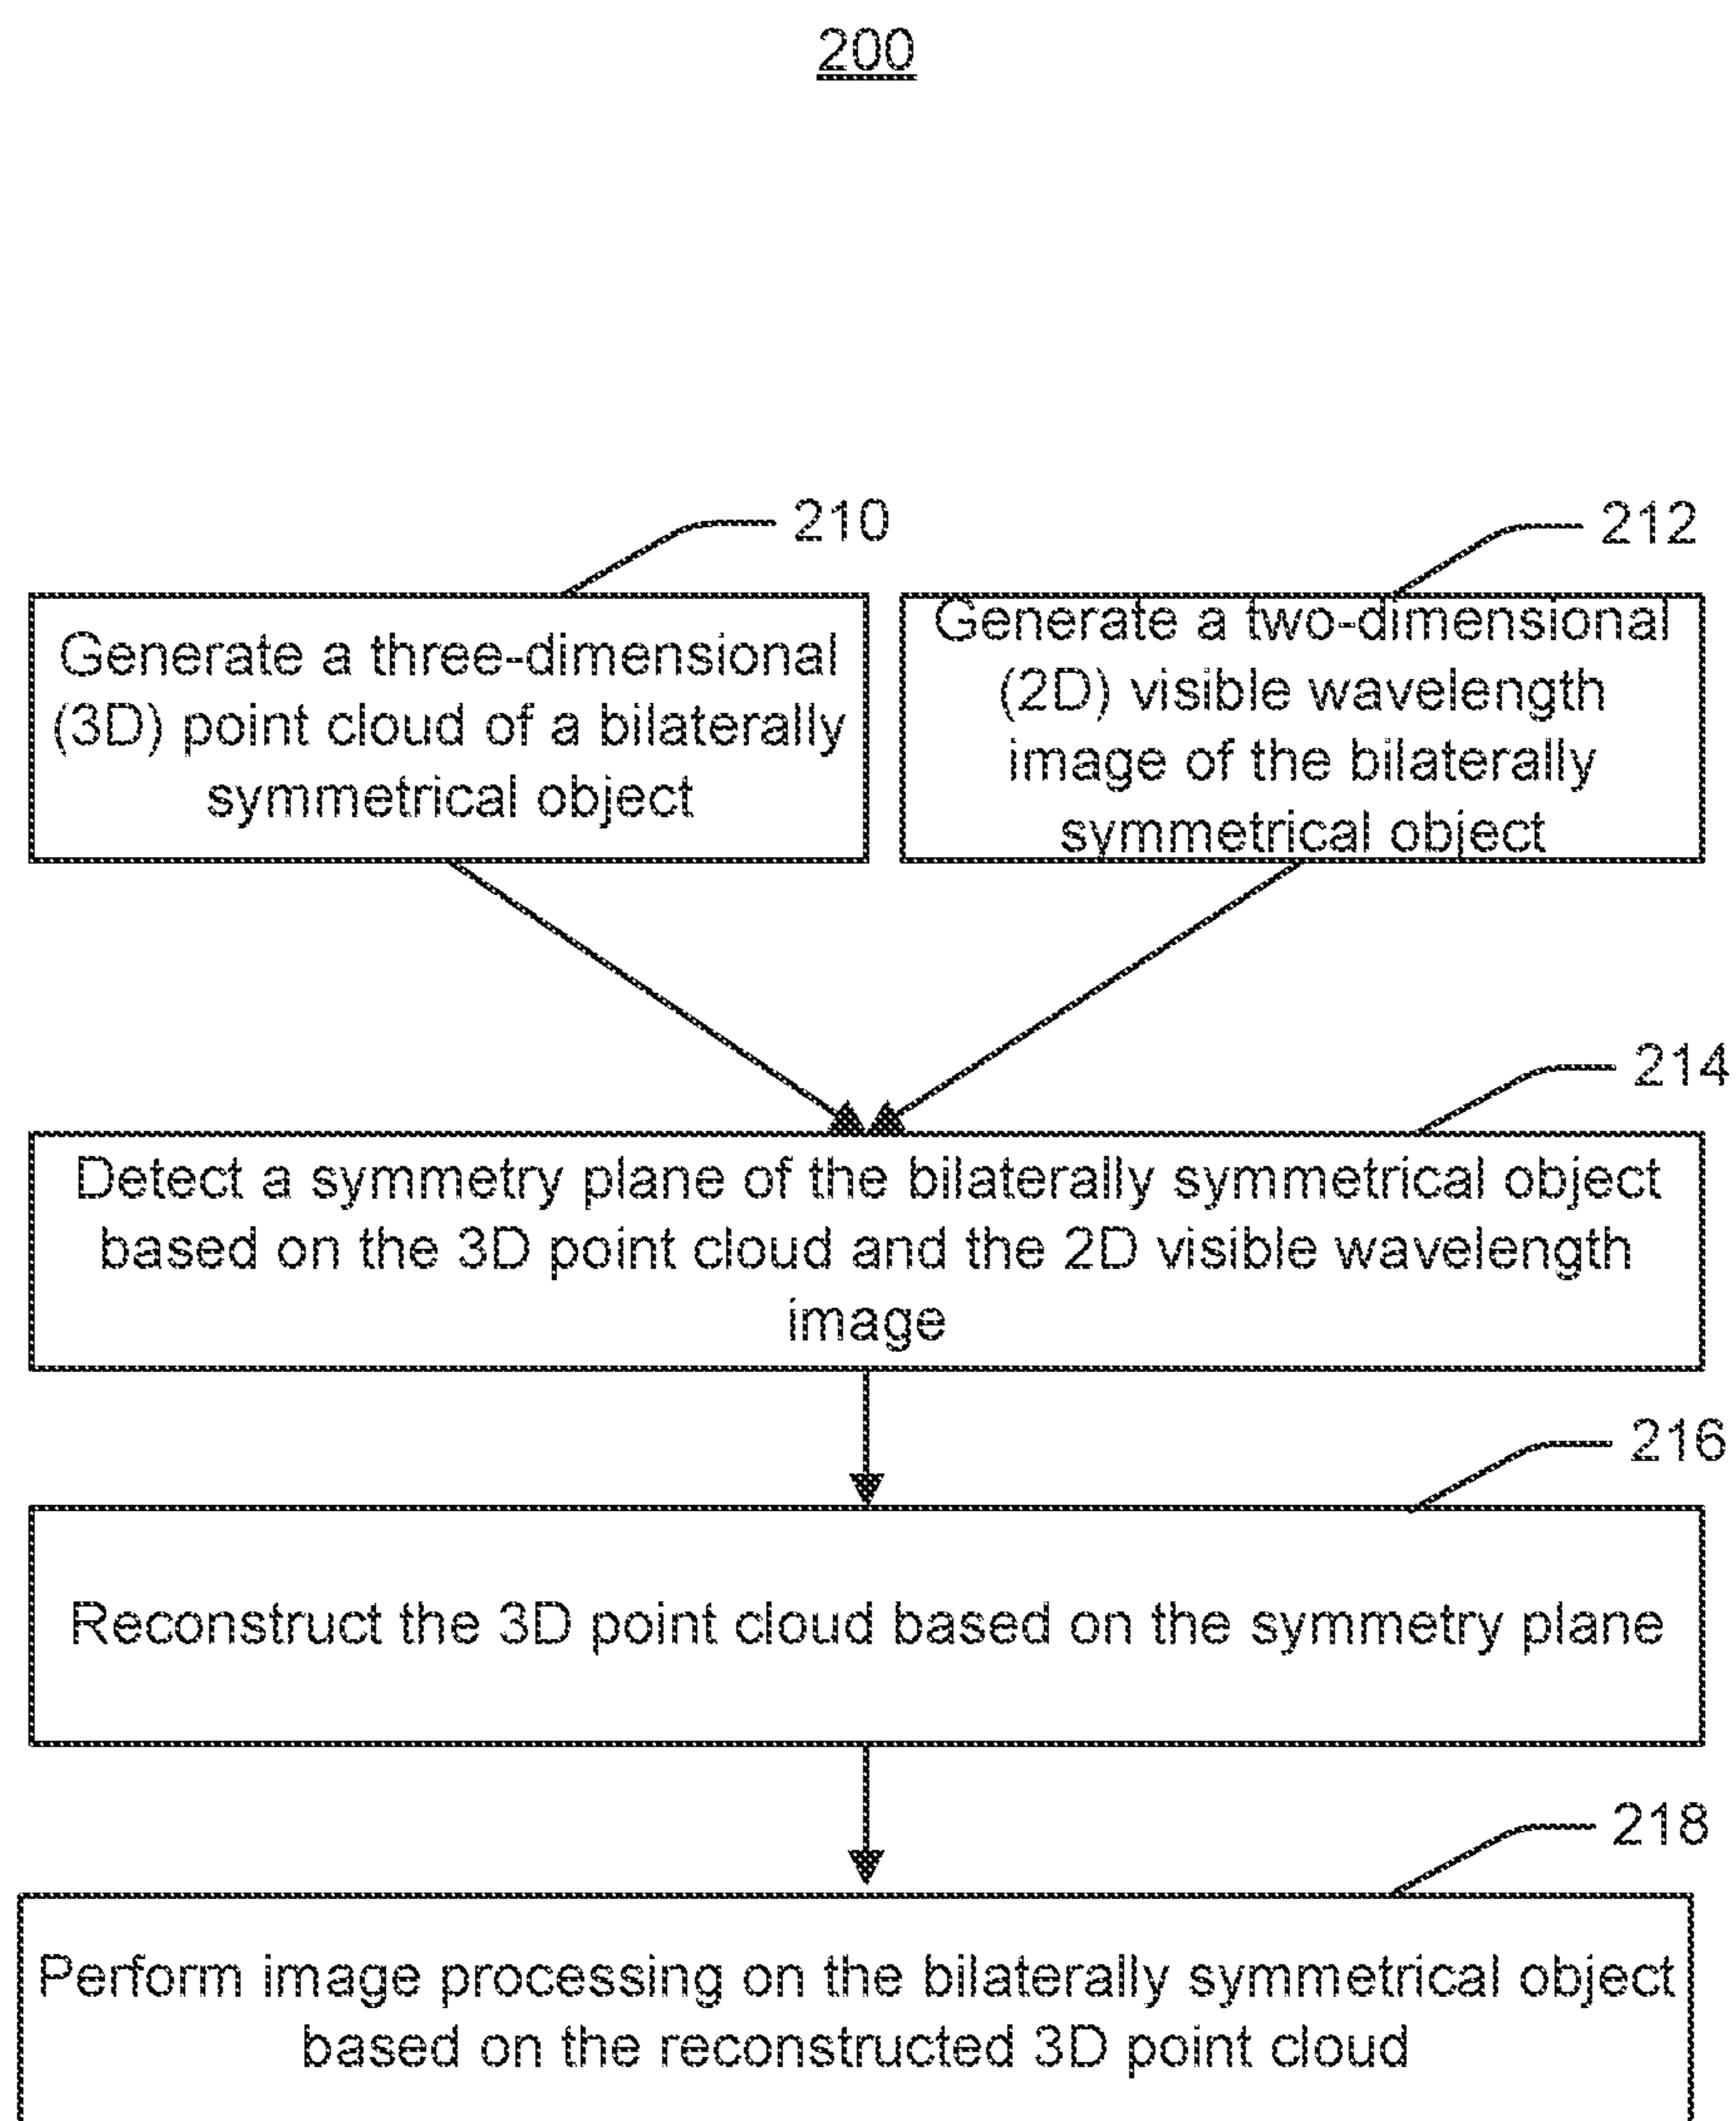 200
210
212
Generate a three-dimensional
(3D) point cloud of a bilaterally
symmetrical object
Generate a two-dimensional
(2D) visible wavelength
image of the bilaterally
symmetrical object
214
Detect a symmetry plane of the bilaterally symmetrical object
based on the 3D point cloud and the 2D visible wavelength
image
216
Reconstruct the 3D point cloud based on the symmetry plane
218
Perform image processing on the bilaterally symmetrical object
based on the reconstructed 3D point cloud